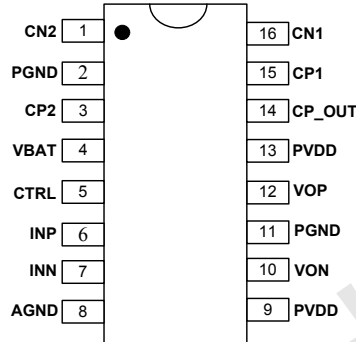 CN2 1 16 CN1
PGND 2 15 CP1
CP2 3 14 CP_OUT
VBAT 4 13 PVDD
CTRL 5 12 VOP
INP 6 11 PGND
INN 7 10 VON
AGND 8 9 PVDD